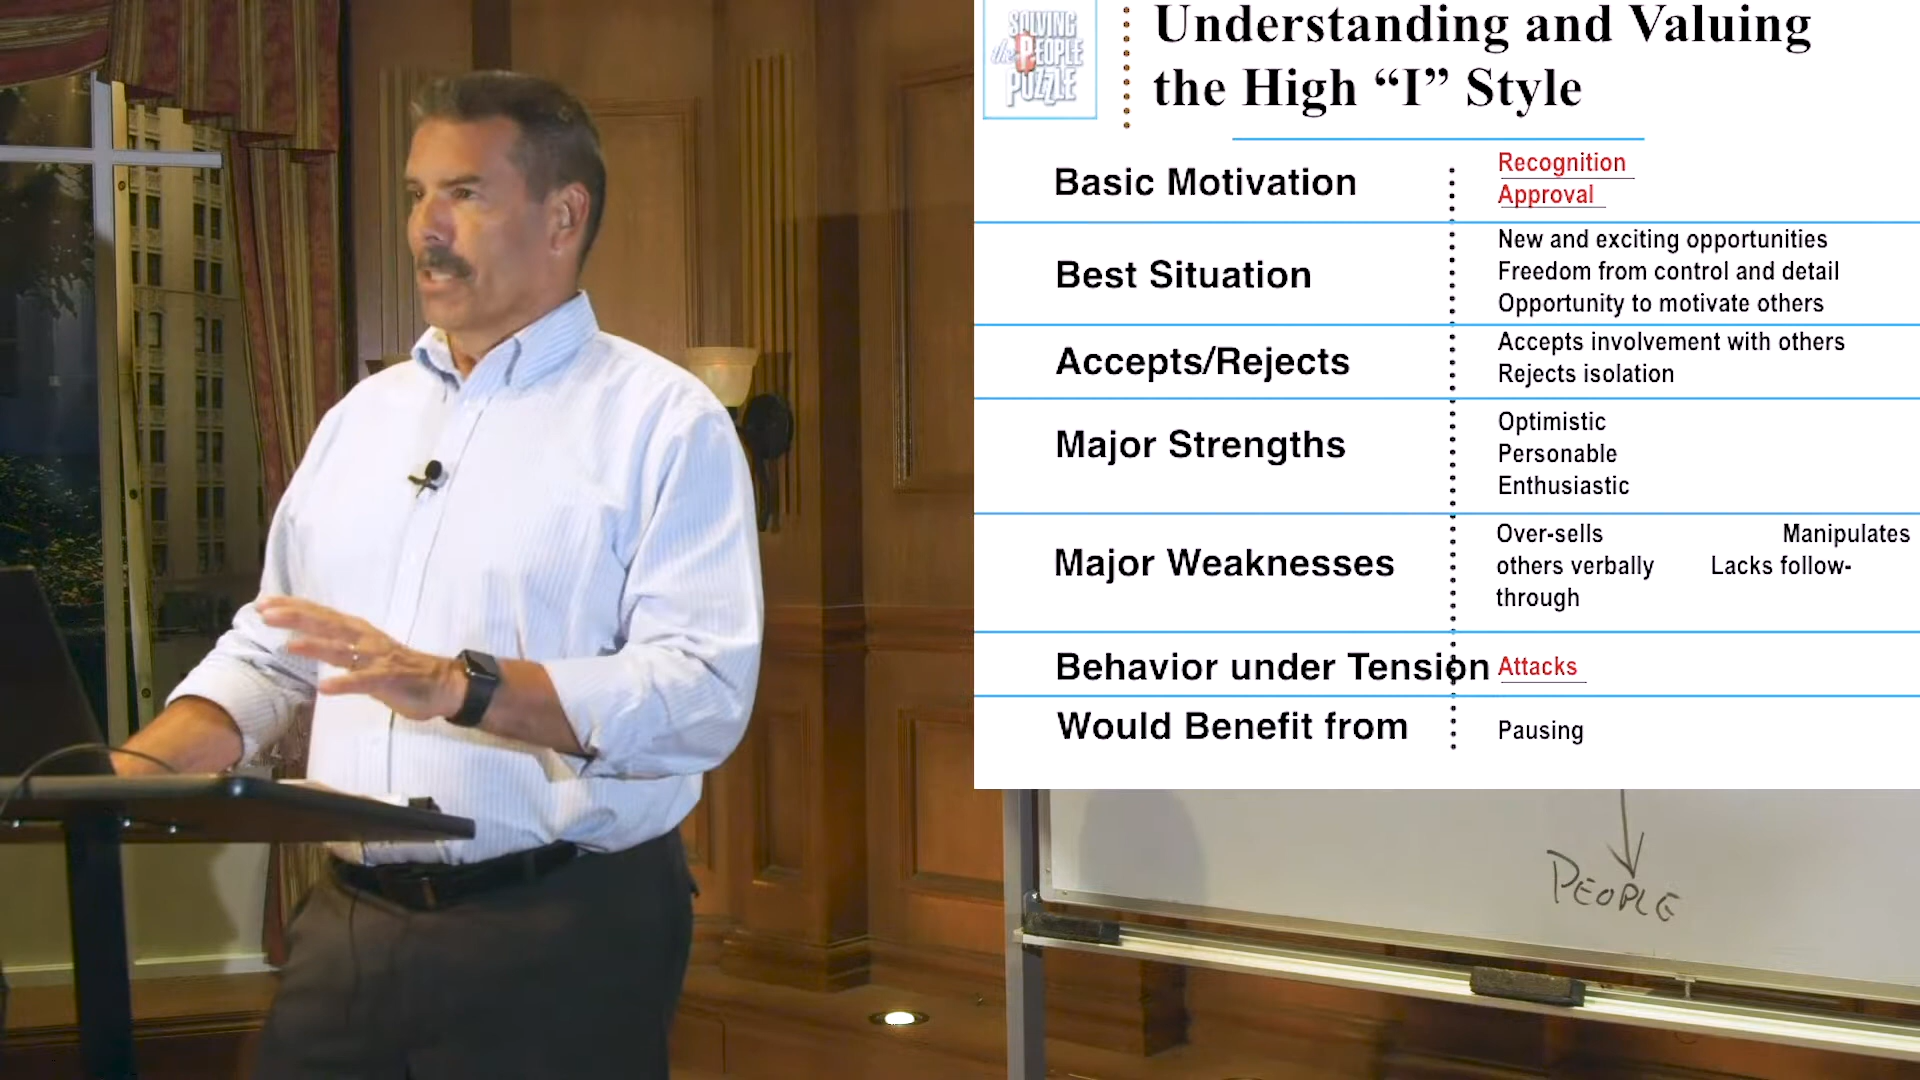 SOLVING
the PEOPLE
PUZZLE
Understanding and Valuing
the High “I” Style
Basic Motivation
Recognition
Approval
Best Situation
New and exciting opportunities
Freedom from control and detail
Opportunity to motivate others
Accepts/Rejects
Accepts involvement with others
Rejects isolation
Major Strengths
Optimistic
Personable
Enthusiastic
Major Weaknesses
Over-sells Manipulates
others verbally Lacks follow-
through
Behavior under Tension
Attacks
Would Benefit from
Pausing
PEOPLE